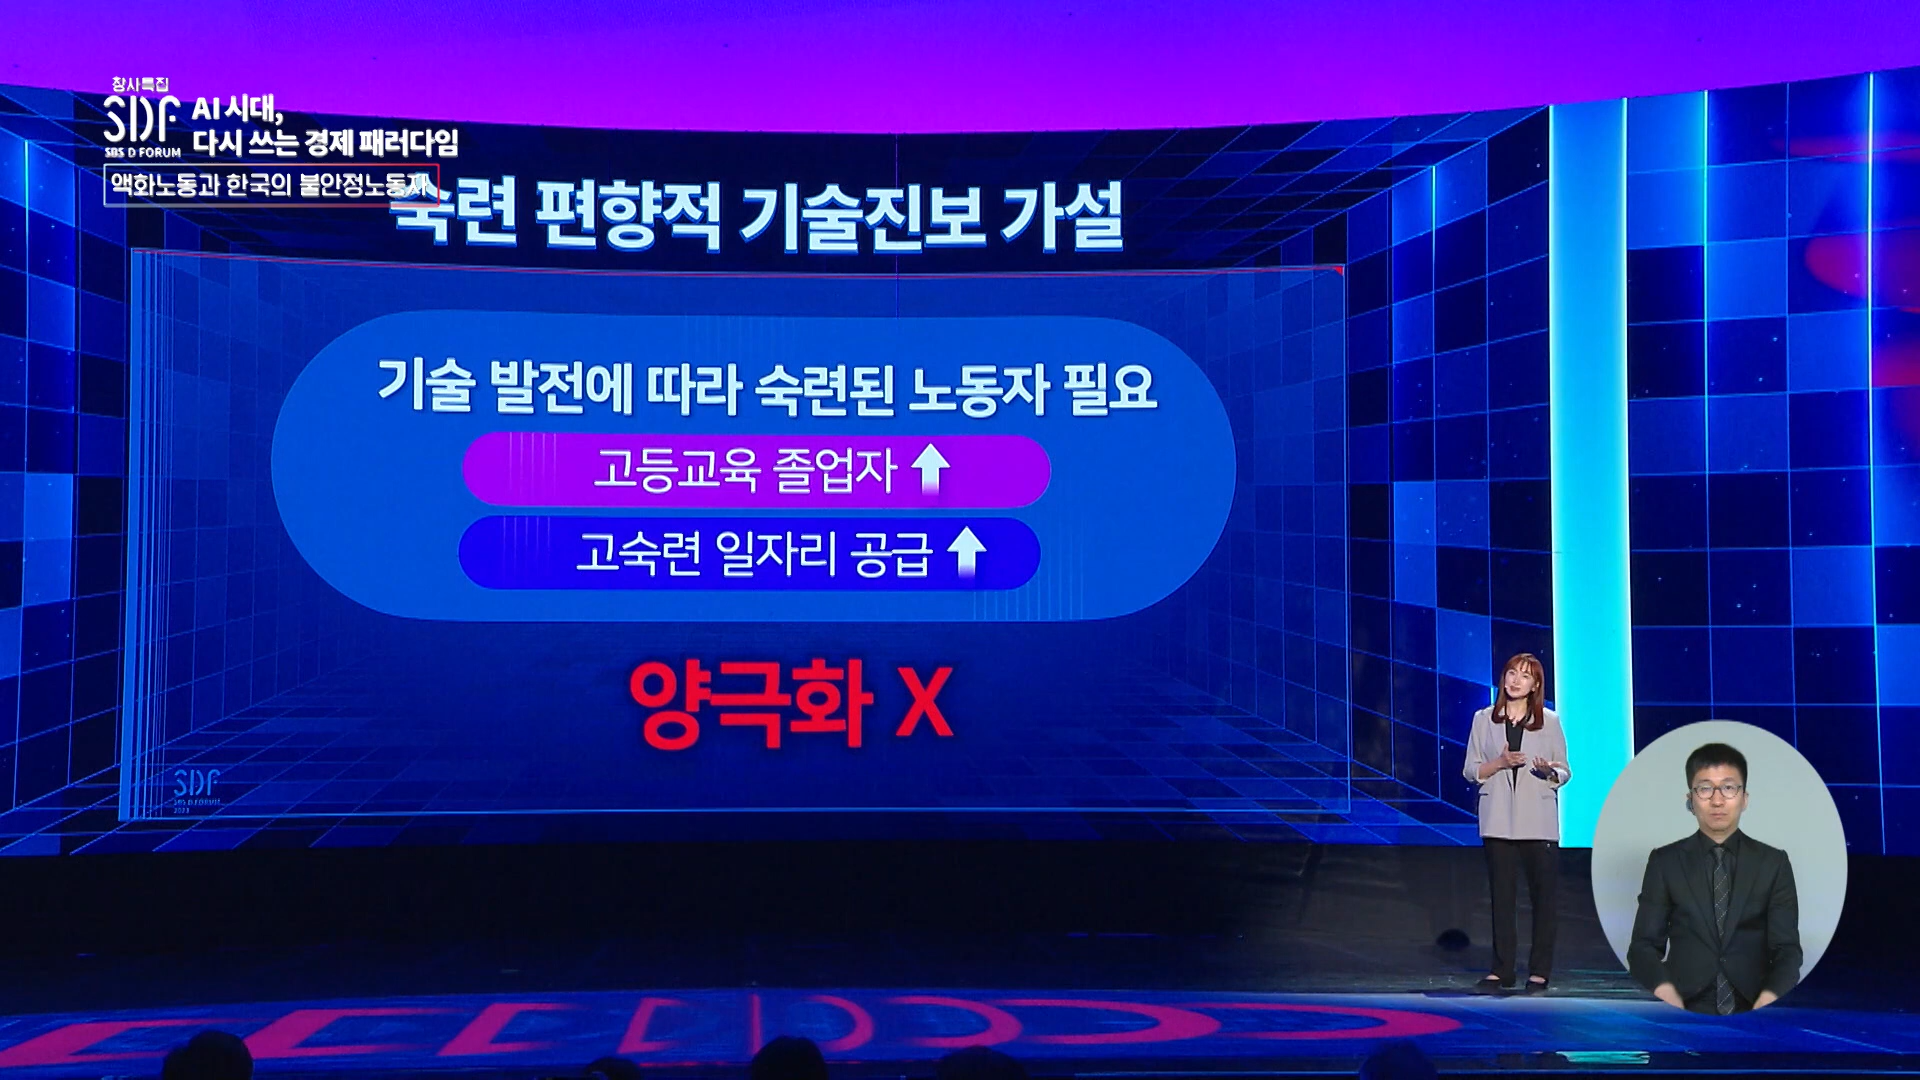 창사특집
SDF
SBS D FORUM
AI 시대,
다시 쓰는 경제 패러다임
액화노동과 한국의 불안정노동자
숙련 편향적 기술진보 가설
기술 발전에 따라 숙련된 노동자 필요
고등교육 졸업자 ↑
고숙련 일자리 공급 ↑
양극화 X
SDF
SBS D FORUM
2023